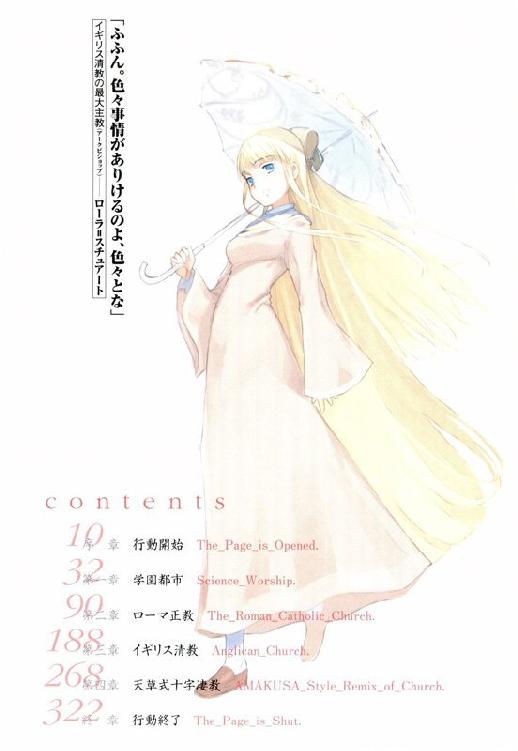 「ふふん。色々事情がありけるのよ、色々とな」
イギリス清教の最大主教（アークビショップ）――ローラ＝スチュアート
contents
10 序章 行動開始 The_Page_is_Opened.
32 第一章 学園都市 Science_Worship.
90 第二章 ローマ正教 The_Roman_Catholic_Church.
188 第三章 イギリス清教 Anglican_Church.
268 第四章 天草式十字凄教 AMAKUSA_Style_Remix_of_Church.
322 終章 行動終了 The_Page_is_Shut.